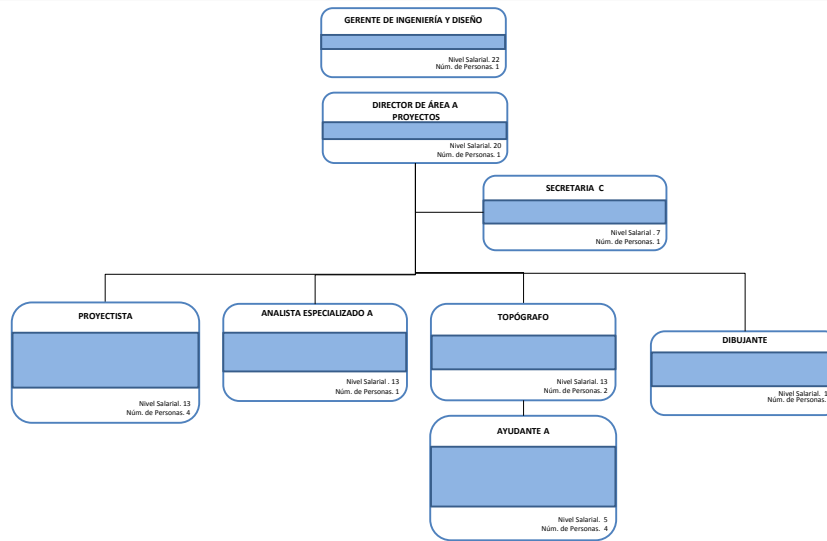 GERENTE DE INGENIERÍA Y DISEÑO
Nivel Salarial. 22
Núm. de Personas. 1
DIRECTOR DE ÁREA A
PROYECTOS
Nivel Salarial. 20
Núm. de Personas. 1
SECRETARIA C
Nivel Salarial . 7
Núm. de Personas. 1
PROYECTISTA
Nivel Salarial. 13
Núm. de Personas. 4
ANALISTA ESPECIALIZADO A
Nivel Salarial . 13
Núm. de Personas. 1
TOPÓGRAFO
Nivel Salarial. 13
Núm. de Personas. 2
DIBUJANTE
Nivel Salarial. 1
Núm. de Personas.
AYUDANTE A
Nivel Salarial. 5
Núm. de Personas. 4